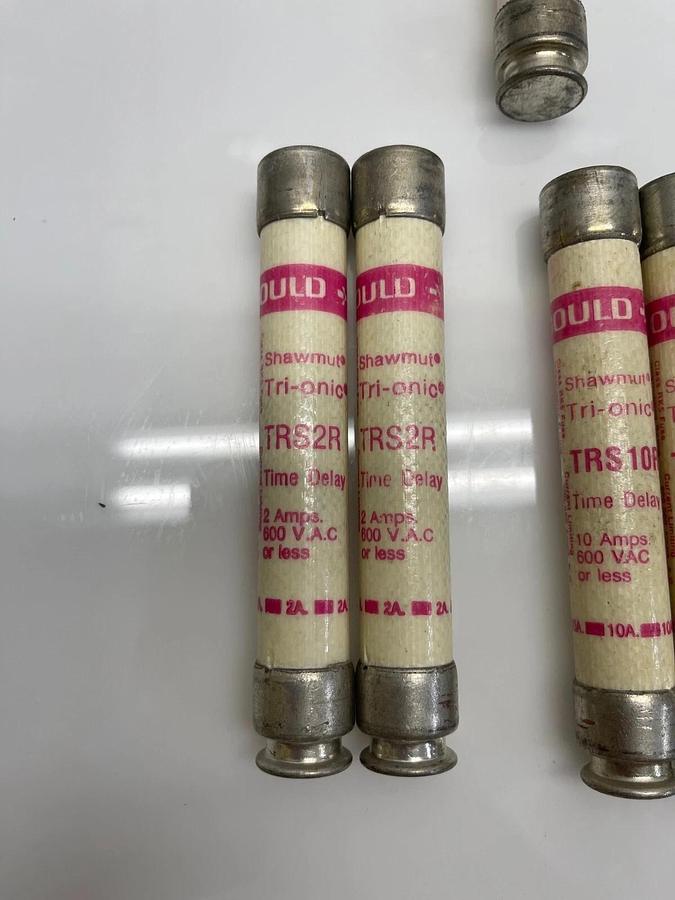 OULD
Shawmut®
Tri-onic®
TRS2R
Time Delay
2 Amps.
600 V.A.C
or less
2A. 2A
OULD
Shawmut®
Tri-onic®
TRS2R
Time Delay
2 Amps.
600 V.A.C
or less
2A. 2A
OULD
Shawmut®
Tri-onic
TRS10R
Time Delay
10 Amps.
600 VAC
or less
10A. 10